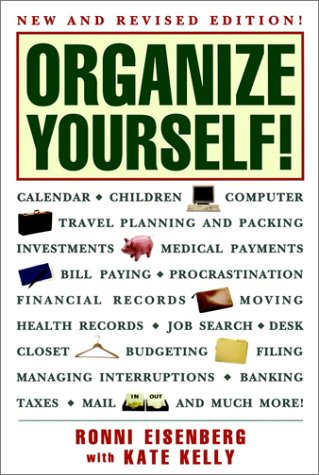 NEW AND REVISED EDITION!
ORGANIZE
YOURSELF!
CALENDAR ◆ CHILDREN COMPUTER
TRAVEL PLANNING AND PACKING
INVESTMENTS MEDICAL PAYMENTS
BILL PAYING ◆ PROCRASTINATION
FINANCIAL RECORDS MOVING
HEALTH RECORDS ◆ JOB SEARCH ◆ DESK
CLOSET BUDGETING FILING
MANAGING INTERRUPTIONS ◆ BANKING
TAXES ◆ MAIL IN OUT AND MUCH MORE!
RONNI EISENBERG
with KATE KELLY